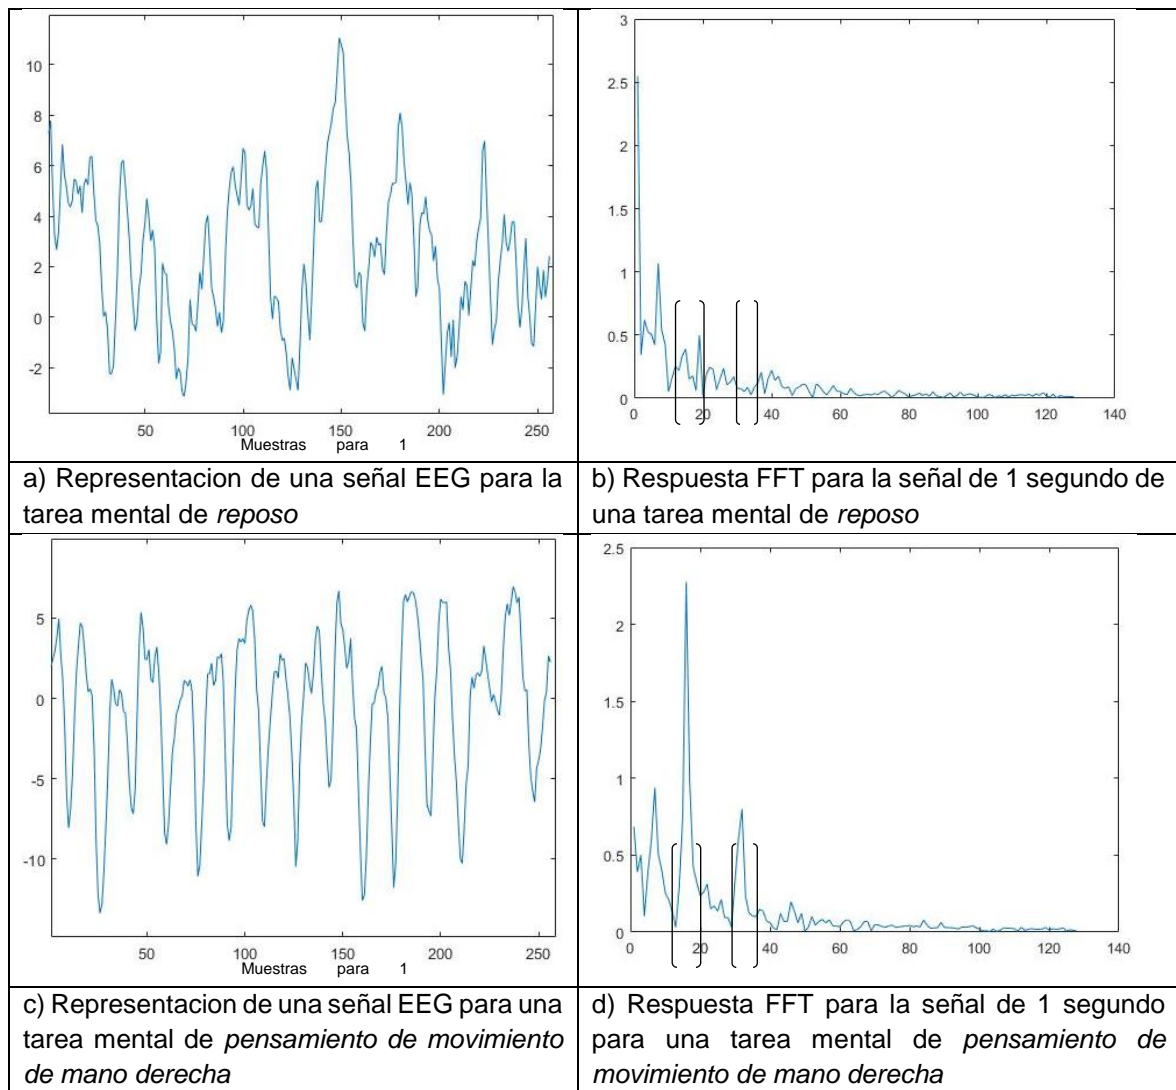 10
8
6
4
2
0
-2
50 100 150 200 250
Muestras para 1
3
2.5
2
1.5
1
0.5
0
0 20 40 60 80 100 120 140
a) Representacion de una señal EEG para la
tarea mental de reposo
b) Respuesta FFT para la señal de 1 segundo de
una tarea mental de reposo
5
0
-5
-10
50 100 150 200 250
Muestras para 1
2.5
2
1.5
1
0.5
0
0 20 40 60 80 100 120 140
c) Representacion de una señal EEG para una
tarea mental de pensamiento de movimiento
de mano derecha
d) Respuesta FFT para la señal de 1 segundo
para una tarea mental de pensamiento de
movimiento de mano derecha